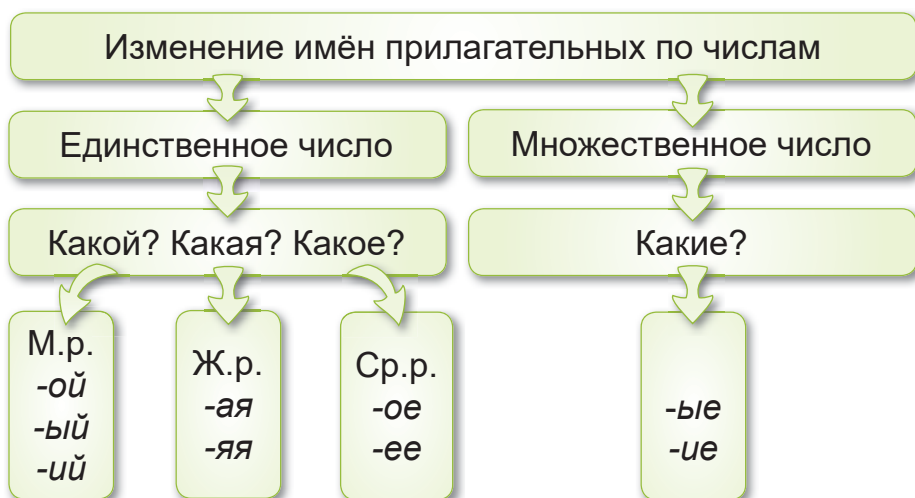 Изменение имён прилагательных по числам
Единственное число
Множественное число
Какой? Какая? Какое?
Какие?
М.р.
-ой
-ый
-ий
Ж.р.
-ая
-яя
Ср.р.
-ое
-ее
-ые
-ие